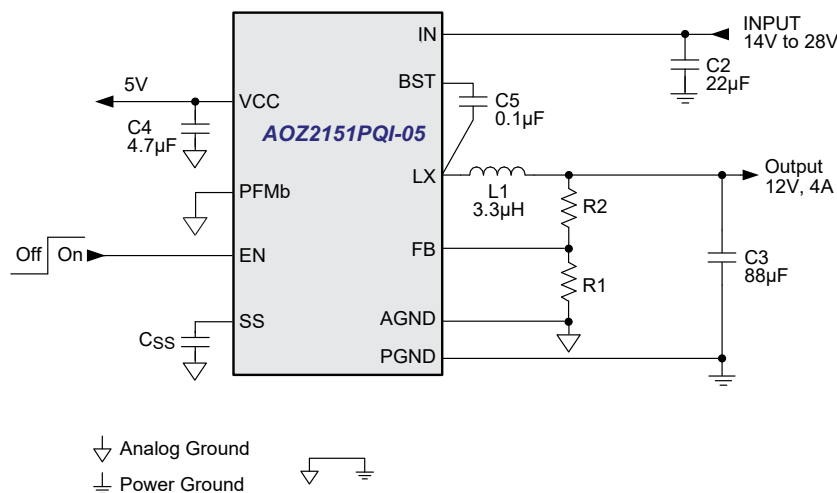 IN
INPUT
14V to 28V
C2
22µF
BST
C5
0.1µF
5V
VCC
C4
4.7µF
AOZ2151PQI-05
LX
L1
3.3µH
Output
12V, 4A
PFMb
R2
Off
On
EN
FB
C3
88µF
R1
SS
CSS
AGND
PGND
Analog Ground
Power Ground